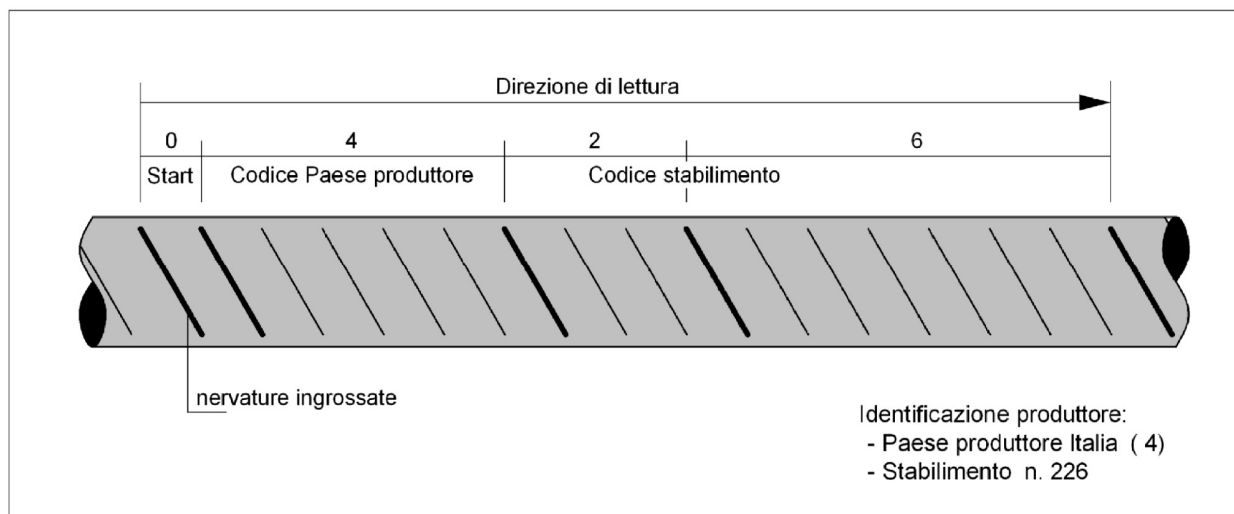 Direzione di lettura
0 4 2 6
Start Codice Paese produttore Codice stabilimento
nervature ingrossate
Identificazione produttore:
- Paese produttore Italia ( 4)
- Stabilimento n. 226